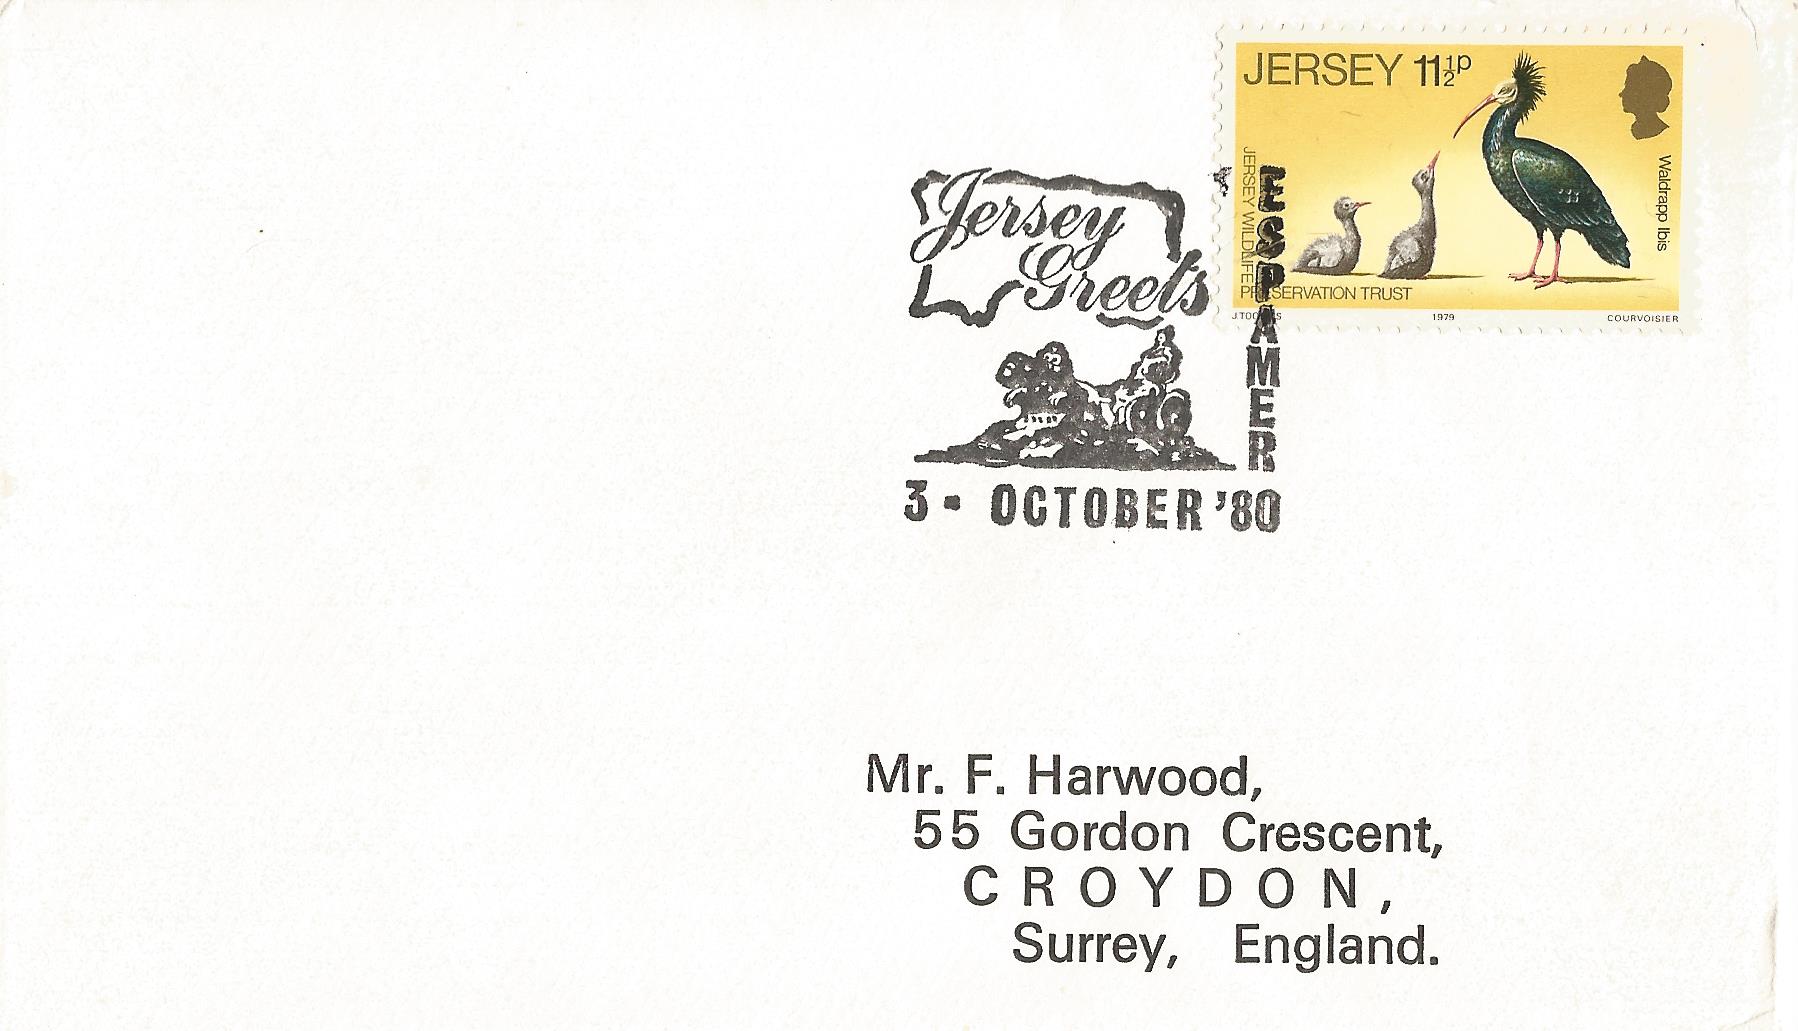 JERSEY 11½p
Waldrapp Ibis
JERSEY WILDLIFE
PRESERVATION TRUST
1979
COURVOISIER
Jersey
Greets
ESPAMER
3 - OCTOBER '80
Mr. F. Harwood,
55 Gordon Crescent,
CROYDON,
Surrey, England.